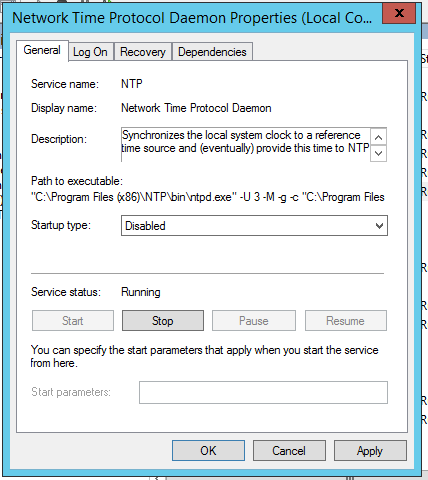 Network Time Protocol Daemon Properties (Local Co...
General Log On Recovery Dependencies
Service name: NTP
Display name: Network Time Protocol Daemon
Description: Synchronizes the local system clock to a reference
time source and (eventually) provide this time to NTP
Path to executable:
"C:\Program Files (x86)\NTP\bin\ntpd.exe" -U 3 -M -g -c "C:\Program Files
Startup type: Disabled
Service status: Running
Start Stop Pause Resume
You can specify the start parameters that apply when you start the service
from here.
Start parameters:
OK Cancel Apply